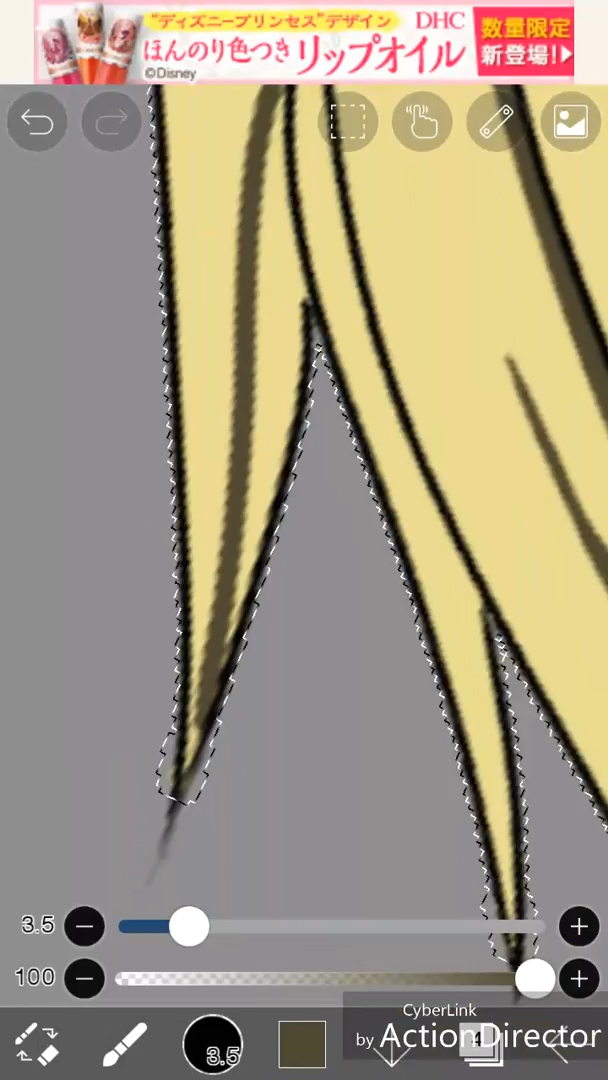 “ディズニープリンセス”デザイン
DHC
ほんのり色つきリップオイル
©Disney
数量限定
新登場!
3.5
100
3.5
4
CyberLink
by ActionDirector